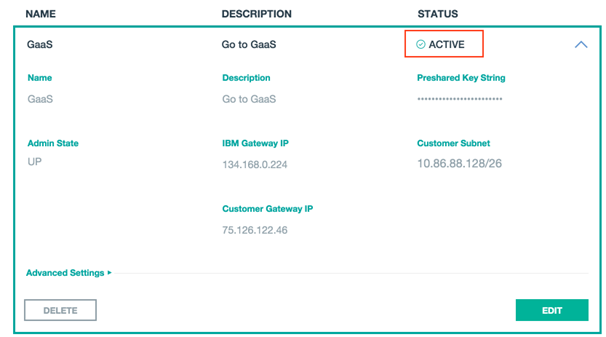 NAME DESCRIPTION STATUS
GaaS Go to GaaS ACTIVE
Name Description Preshared Key String
GaaS Go to GaaS ••••••••••••••••••••••••
Admin State IBM Gateway IP Customer Subnet
UP 134.168.0.224 10.86.88.128/26
Customer Gateway IP
75.126.122.46
Advanced Settings
DELETE EDIT